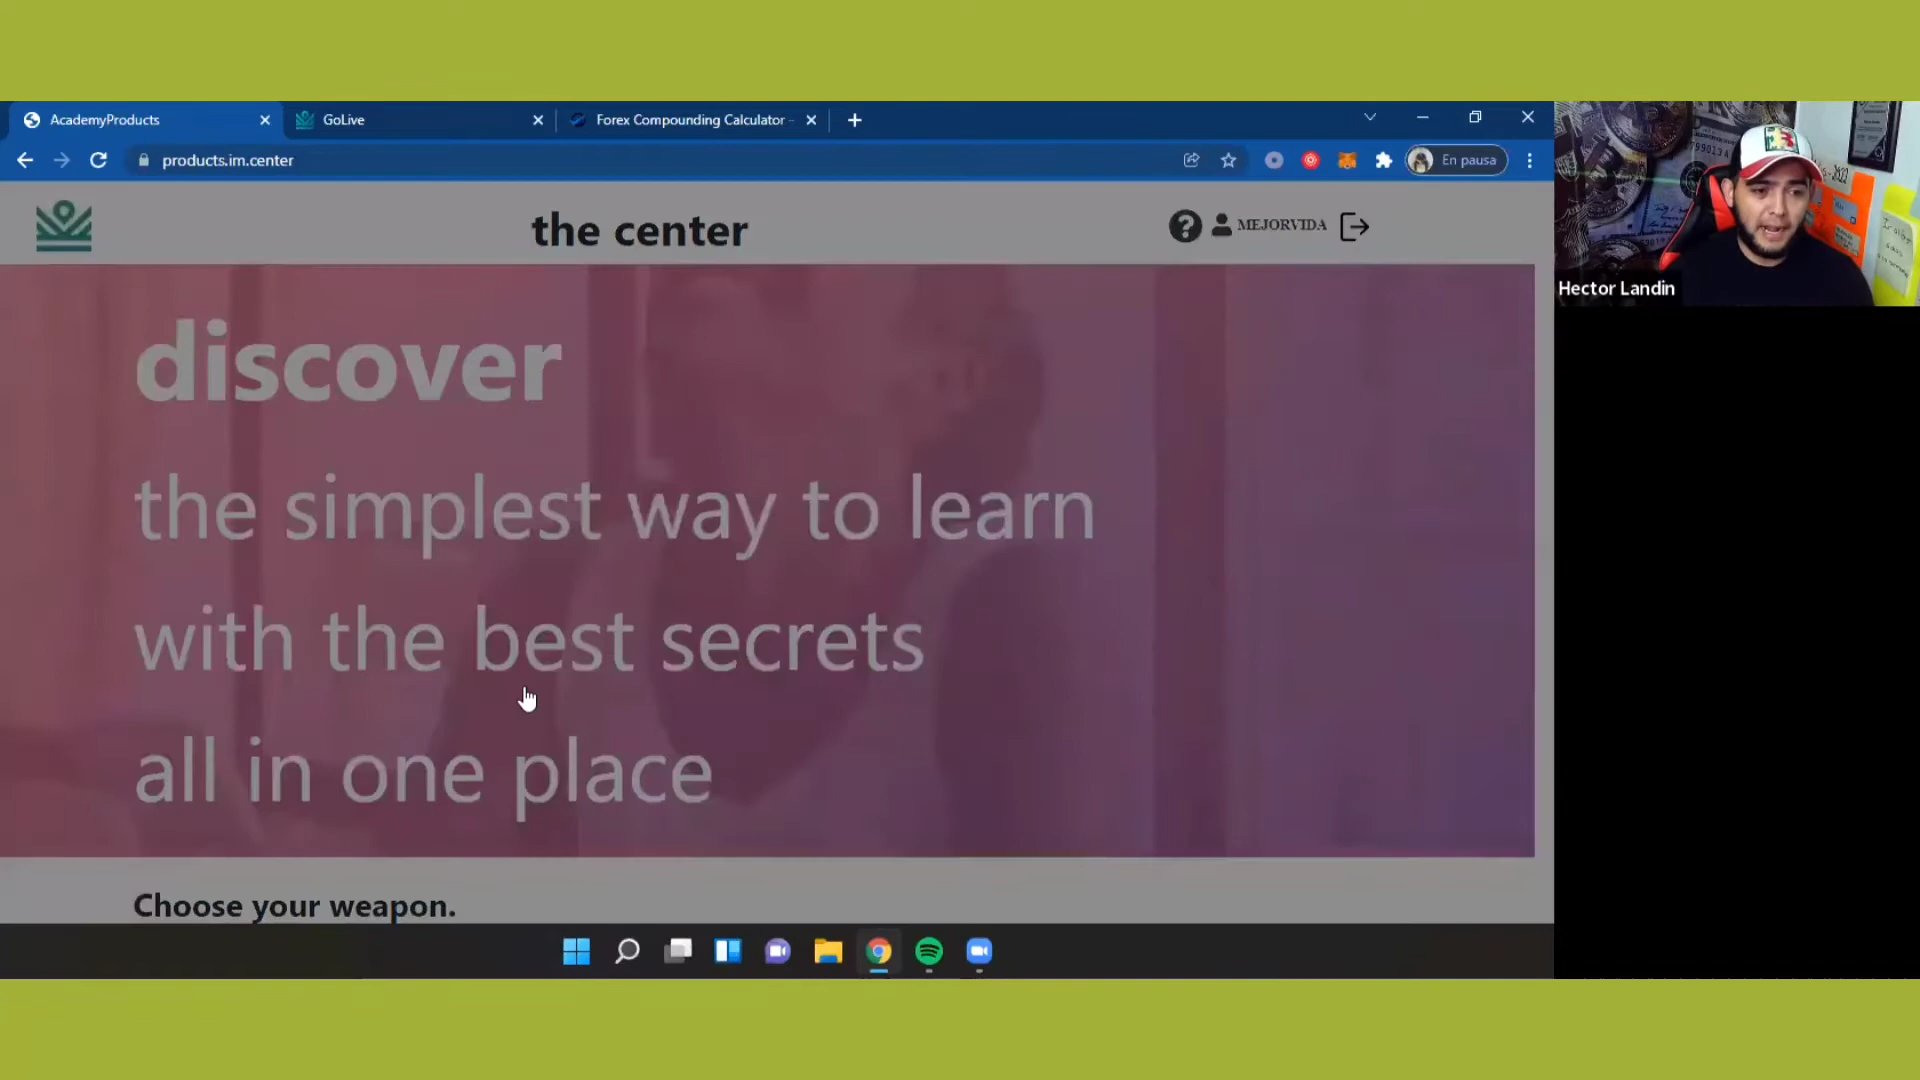 AcademyProducts
GoLive
Forex Compounding Calculator -
products.im.center
En pausa
the center
MEJORVIDA
discover
the simplest way to learn
with the best secrets
all in one place
Choose your weapon.
Hector Landin